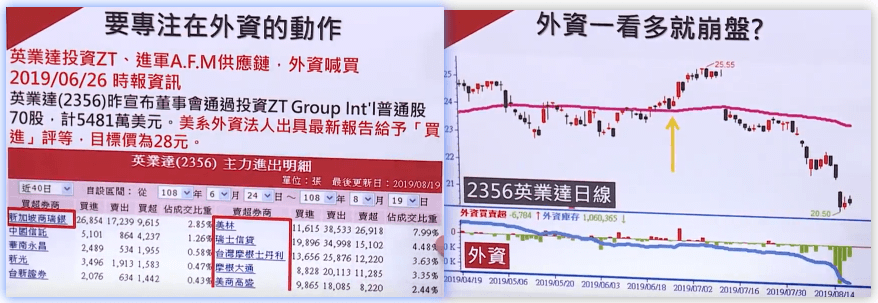 要專注在外資的動作
英業達投資ZT、進軍A.F.M供應鏈，外資喊買
2019/06/26 時報資訊
英業達(2356)昨宣布董事會通過投資ZT Group Int'l普通股
70股，計5481萬美元。美系外資法人出具最新報告給予「買
進」評等，目標價為28元。
英業達(2356) 主力進出明細
單位：張 最後更新日：2019/08/19
近40日 自設區間：從 108 年 6 月 24 日～ 108 年 8 月 19 日
買超券商 買進 賣出 買超 佔成交比重 賣超券商 買進 賣出 賣超 佔成交比重
新加坡商瑞銀 26,854 17,239 9,615 2.85% 美林 11,615 38,533 26,918 7.99%
中國信託 5,101 864 4,237 1.26% 瑞士信貸 19,896 34,998 15,102 4.48%
華南永昌 2,489 534 1,955 0.58% 台灣摩根士丹利 13,656 25,876 12,220 3.63%
新光 3,496 1,913 1,583 0.47% 摩根大通 8,828 20,113 11,285 3.35%
台新證券 2,076 634 1,442 0.43% 美商高盛 9,865 18,085 8,220 2.44%
外資一看多就崩盤?
25.55
25
24
23
22
21
20.50
2356英業達日線
外資買賣超 -6,784 ↑ 外資庫存 1,060,365 ↓
外資
2019/04/19 2019/05/06 2019/05/20 2019/06/03 2019/06/18 2019/07/02 2019/07/16 2019/07/30 2019/08/14